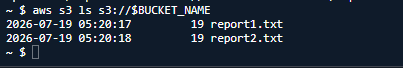 ~ $ aws s3 ls s3://$BUCKET_NAME
2026-07-19 05:20:17         19 report1.txt
2026-07-19 05:20:18         19 report2.txt
~ $